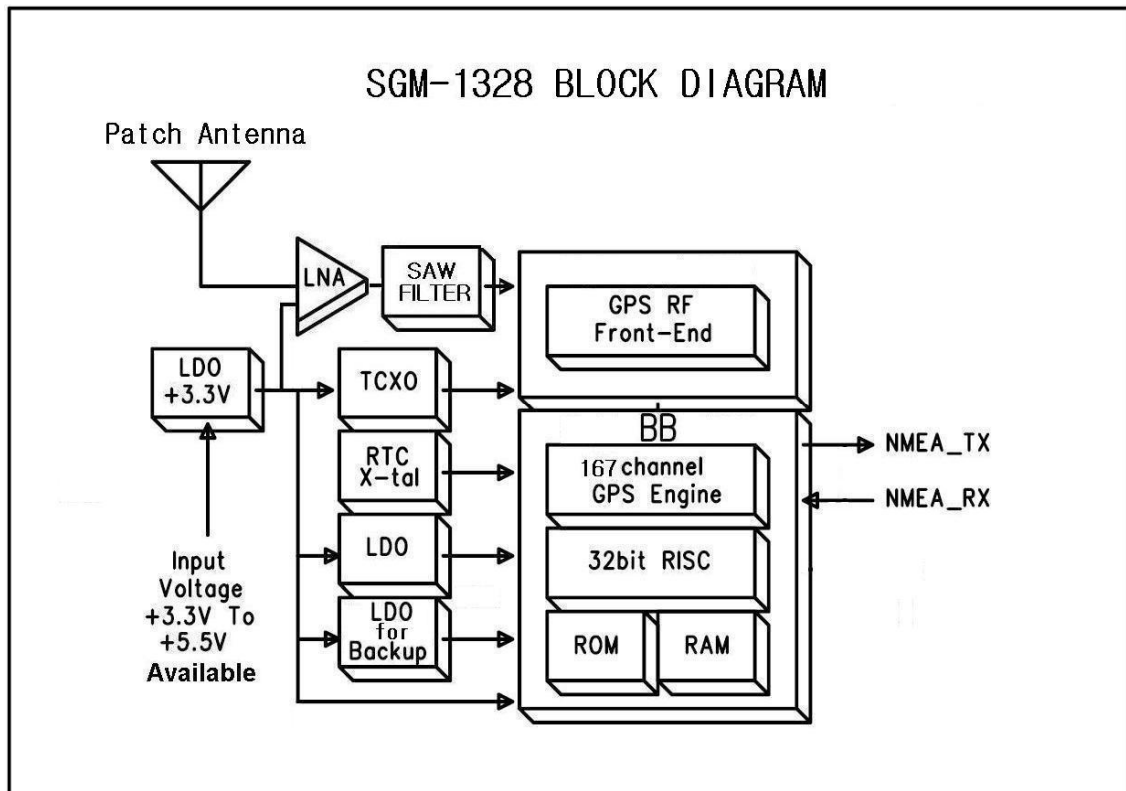 SGM-1328 BLOCK DIAGRAM
Patch Antenna
LNA
SAW
FILTER
GPS RF
Front-End
LDO
+3.3V
TCXO
BB
RTC
X-tal
167 channel
GPS Engine
NMEA_TX
NMEA_RX
LDO
32bit RISC
Input
Voltage
+3.3V To
+5.5V
Available
LDO
for
Backup
ROM
RAM